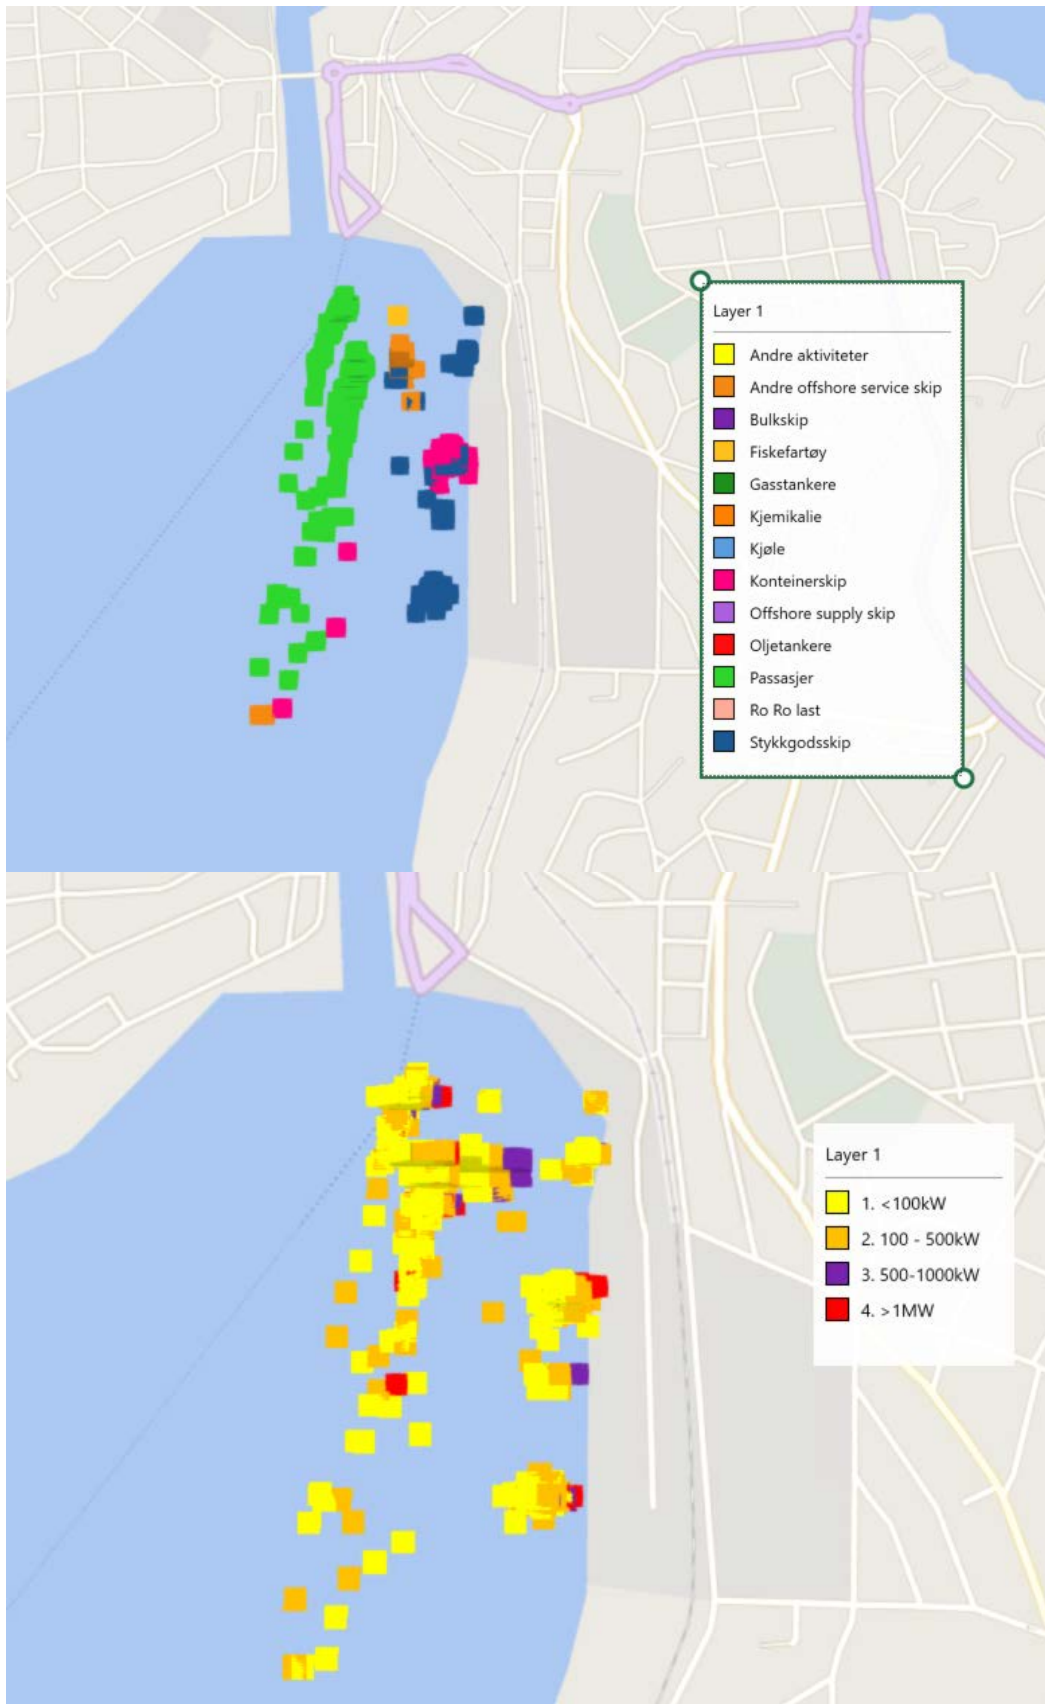 Layer 1
Andre aktiviteter
Andre offshore service skip
Bulkskip
Fiskefartøy
Gasstankere
Kjemikalie
Kjøle
Konteinerskip
Offshore supply skip
Oljetankere
Passasjer
Ro Ro last
Stykkgodsskip
Layer 1
1. <100kW
2. 100 - 500kW
3. 500-1000kW
4. >1MW